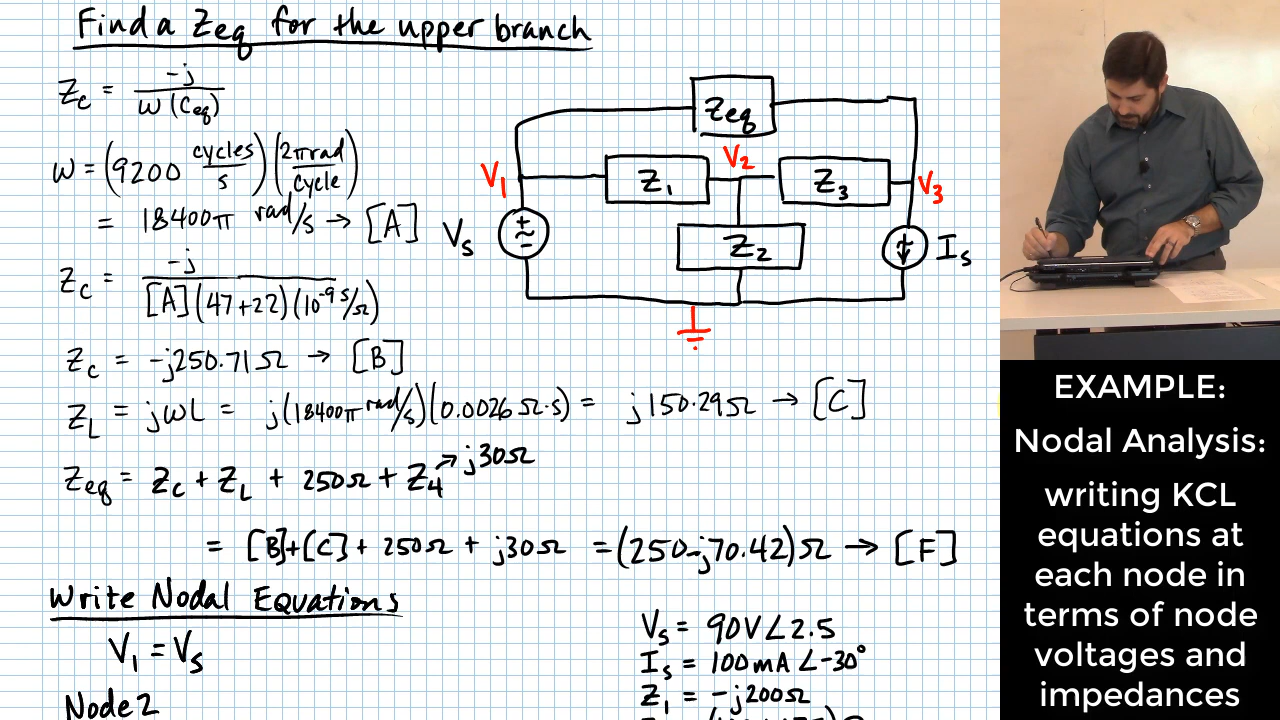 Find a Zeq for the upper branch
Zc = -j / w(Ceq)
w = (9200 cycles/s)(2π rad/cycle)
= 18400π rad/s → [A]
Zc = -j / [A](47+22)(10^-9 s/Ω)
Zc = -j250.71Ω → [B]
ZL = jwL = j(18400π rad/s)(0.0026 Ω·s) = j150.29Ω → [C]
Zeq = Zc + ZL + 250Ω + Z4 → j30Ω
= [B]+[C] + 250Ω + j30Ω = (250-j70.42)Ω → [F]
Write Nodal Equations
V1 = Vs
Node 2
Zeq
V1
Z1
V2
Z3
V3
Vs
+
~
-
Z2
Is
Vs = 90V∠2.5
Is = 100mA∠-30°
Z1 = -j200Ω
EXAMPLE:
Nodal Analysis:
writing KCL
equations at
each node in
terms of node
voltages and
impedances